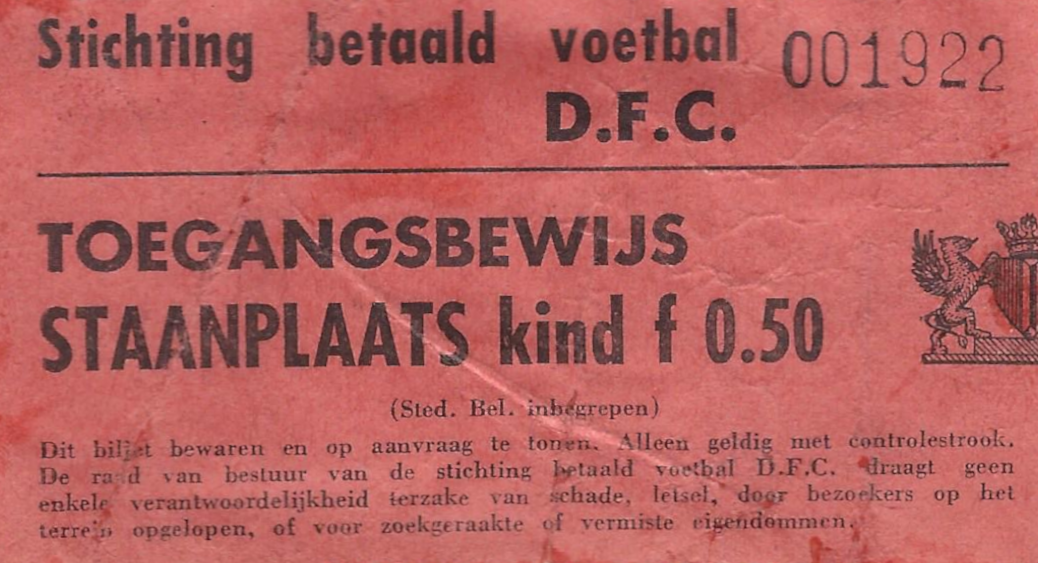 Stichting betaald voetbal 001922
D.F.C.
TOEGANGSBEWIJS
STAANPLAATS kind f 0.50
(Sted. Bel. inbegrepen)
Dit biljet bewaren en op aanvraag te tonen. Alleen geldig met controlestrook.
De raad van bestuur van de stichting betaald voetbal D.F.C. draagt geen
enkele verantwoordelijkheid terzake van schade, letsel, door bezoekers op het
terrein opgelopen, of voor zoekgeraakte of vermiste eigendommen.